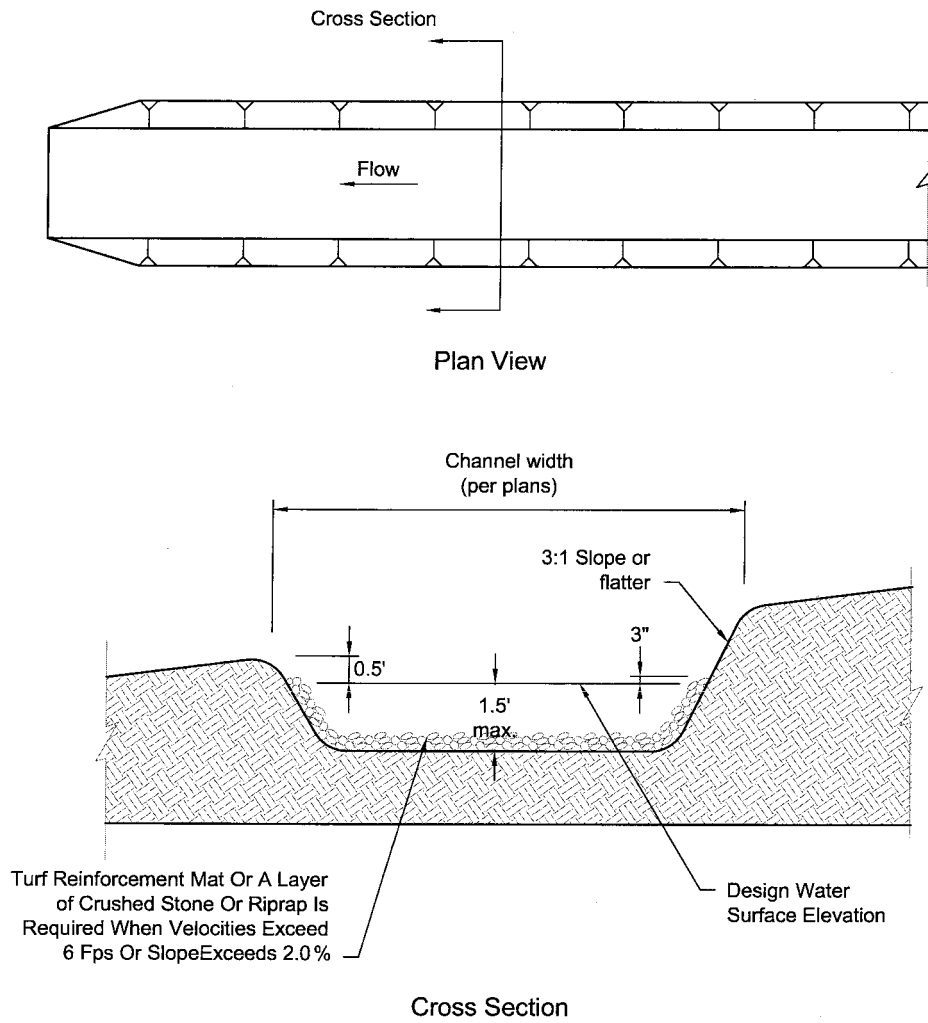 Cross Section
Flow
Plan View
Channel width
(per plans)
3:1 Slope or
flatter
3"
0.5'
1.5'
max.
Turf Reinforcement Mat Or A Layer
of Crushed Stone Or Riprap Is
Required When Velocities Exceed
6 Fps Or SlopeExceeds 2.0%
Design Water
Surface Elevation
Cross Section